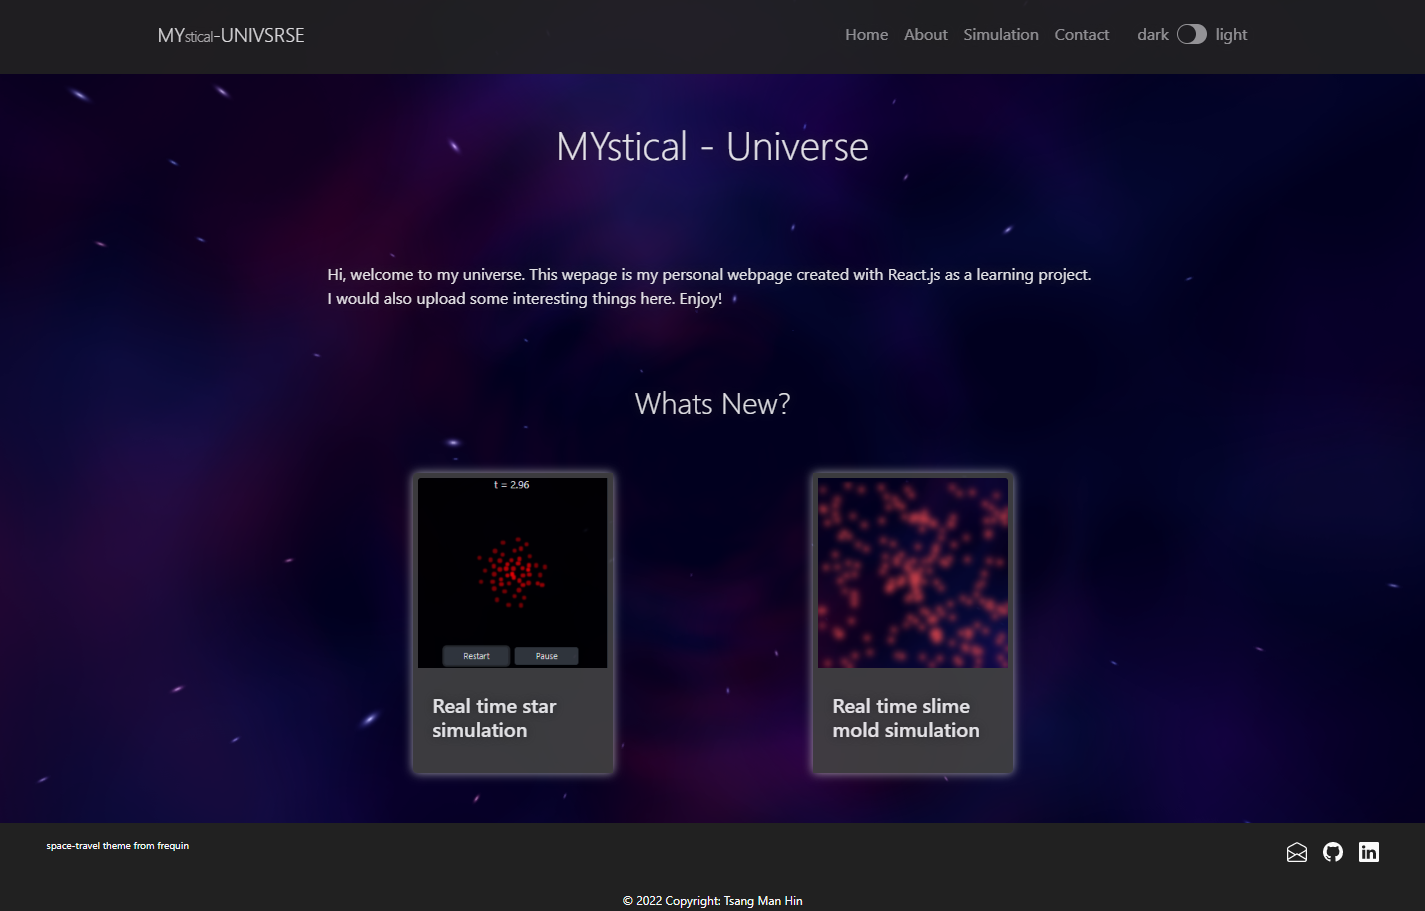 MYstical-UNIVSRSE
Home About Simulation Contact dark light
MYstical - Universe
Hi, welcome to my universe. This wepage is my personal webpage created with React.js as a learning project.
I would also upload some interesting things here. Enjoy!
Whats New?
t = 2.96
Restart Pause
Real time star
simulation
Real time slime
mold simulation
space-travel theme from frequin
in
© 2022 Copyright: Tsang Man Hin